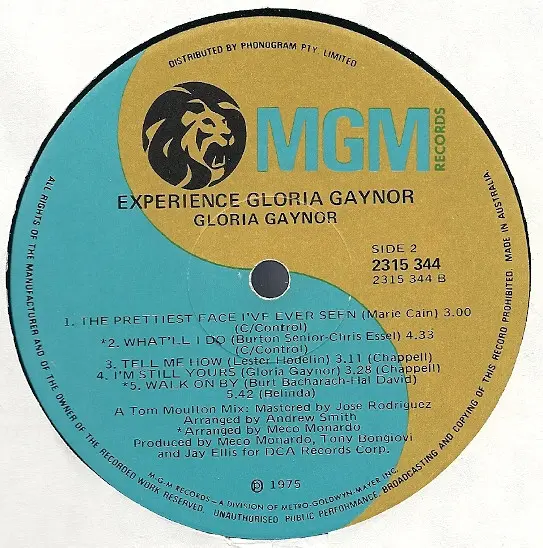 DISTRIBUTED BY PHONOGRAM PTY. LIMITED
MGM
RECORDS
EXPERIENCE GLORIA GAYNOR
GLORIA GAYNOR
SIDE 2
2315 344
2315 344 B
1. THE PRETTIEST FACE I'VE EVER SEEN (Marie Cain) 3.00
(C/Control)
*2. WHAT'LL I DO (Burton Senior-Chris Essel) 4.33
(C/Control)
3. TELL ME HOW (Lester Hodelin) 3.11 (Chappell)
4. I'M STILL YOURS (Gloria Gaynor) 3.28 (Chappell)
*5. WALK ON BY (Burt Bacharach-Hal David)
5.42 (Belinda)
A Tom Moulton Mix: Mastered by Jose Rodriguez
Arranged by Andrew Smith
*Arranged by Meco Monardo
Produced by Meco Monardo, Tony Bongiovi
and Jay Ellis for DCA Records Corp.
℗ 1975
M-G-M RECORDS – A DIVISION OF METRO-GOLDWYN-MAYER INC.
ALL RIGHTS OF THE MANUFACTURER AND OF THE OWNER OF THE RECORDED WORK RESERVED. UNAUTHORISED PUBLIC PERFORMANCE, BROADCASTING AND COPYING OF THIS RECORD PROHIBITED. MADE IN AUSTRALIA.